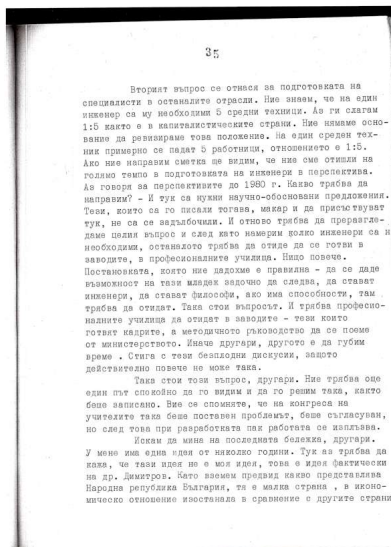 35
Вторият въпрос се отнася за подготовката на
специалисти в останалите отрасли. Ние знаем, че на един
инженер са му необходими 5 средни техници. Аз ги слагам
1:5 както е в капиталистическите страни. Ние нямаме осно-
вание да ревизираме това положение. На един среден тех-
ник примерно се падат 5 работници, отношението е 1:5.
Ако ние направим сметка ще видим, че ние сме отишли на
голямо темпо в подготовката на инженери в перспектива.
Аз говоря за перспективите до 1980 г. Какво трябва да
направим? - И тук са нужни научно-обосновани предложения.
Тези, които са го писали тогава, макар и да присъствуват
тук, не са се задълбочили. И отново трябва да преразгле-
даме целия въпрос и след като намерим колко инженери са н
необходими, останалото трябва да отиде да се готви в
заводите, в професионалните училища. Нищо повече.
Постановката, която ние дадохме е правилна - да се даде
възможност на тази младеж задочно да следва, да стават
инженери, да стават философи, ако има способности, там
трябва да отидат. Така стои въпросът. И трябва професио-
налните училища да отидат в заводите - тези които
готвят кадрите, а методичното ръководство да се поеме
от министерството. Иначе другари, другото е да губим
време . Стига с тези безплодни дискусии, защото
действително повече не може така.
Така стои този въпрос, другари. Ние трябва още
един път спокойно да го видим и да го решим така, както
беше записано. Вие се спомняте, че на конгреса на
учителите така беше поставен проблемът, беше съгласуван,
но след това при разработката пак работата се изплъзва.
Искам да мина на последната бележка, другари.
У мене има една идея от няколко години. Тук аз трябва да
кажа, че тази идея не е моя идея, това е идея фактически
на др. Димитров. Като вземем предвид какво представлява
Народна република България, тя е малка страна , в иконо-
мическо отношение изостанала в сравнение с другите страни